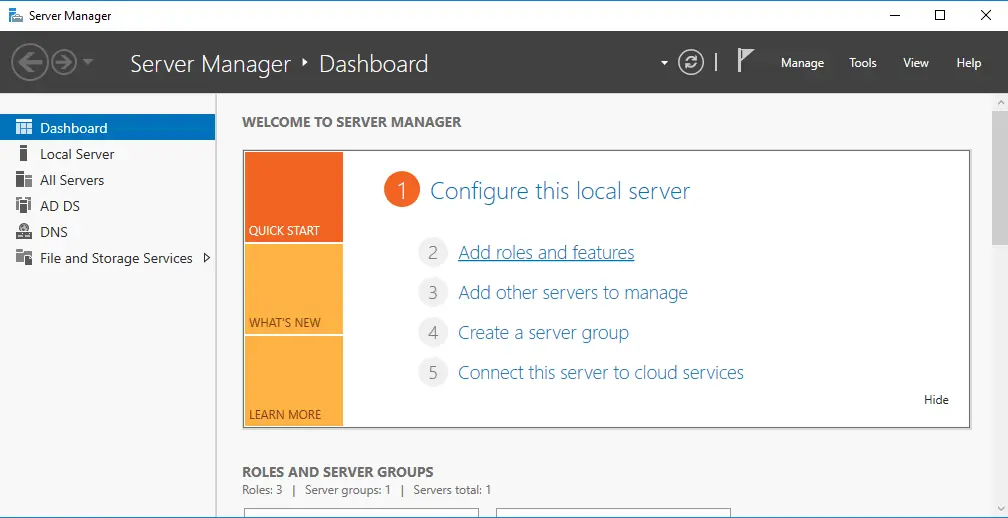 Server Manager
Server Manager ‣ Dashboard
Manage Tools View Help
Dashboard
Local Server
All Servers
AD DS
DNS
File and Storage Services
WELCOME TO SERVER MANAGER
QUICK START
WHAT'S NEW
LEARN MORE
1 Configure this local server
2 Add roles and features
3 Add other servers to manage
4 Create a server group
5 Connect this server to cloud services
Hide
ROLES AND SERVER GROUPS
Roles: 3 | Server groups: 1 | Servers total: 1